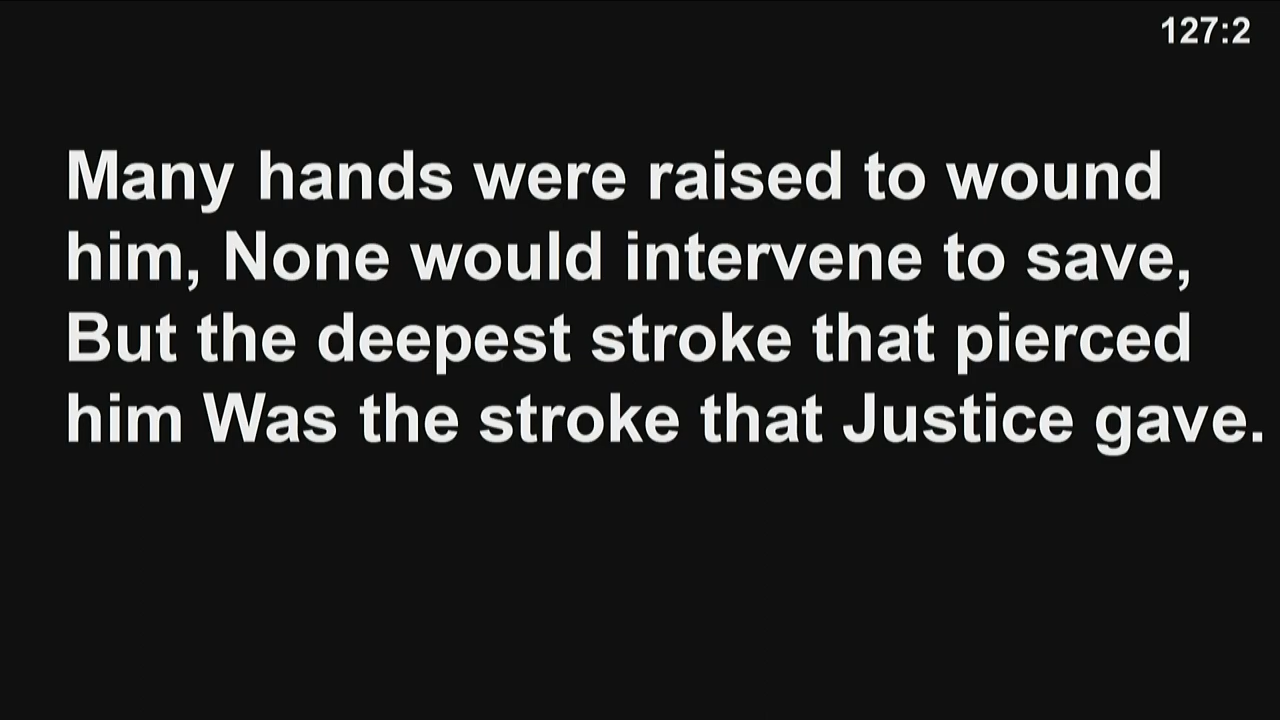 127:2
Many hands were raised to wound
him, None would intervene to save,
But the deepest stroke that pierced
him Was the stroke that Justice gave.